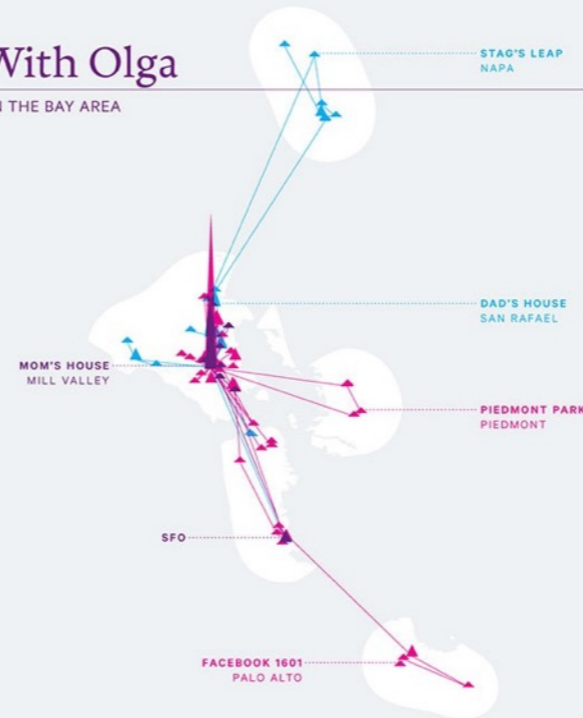 With Olga
THE BAY AREA
STAG'S LEAP
NAPA
DAD'S HOUSE
SAN RAFAEL
MOM'S HOUSE
MILL VALLEY
PIEDMONT PARK
PIEDMONT
SFO
FACEBOOK 1601
PALO ALTO